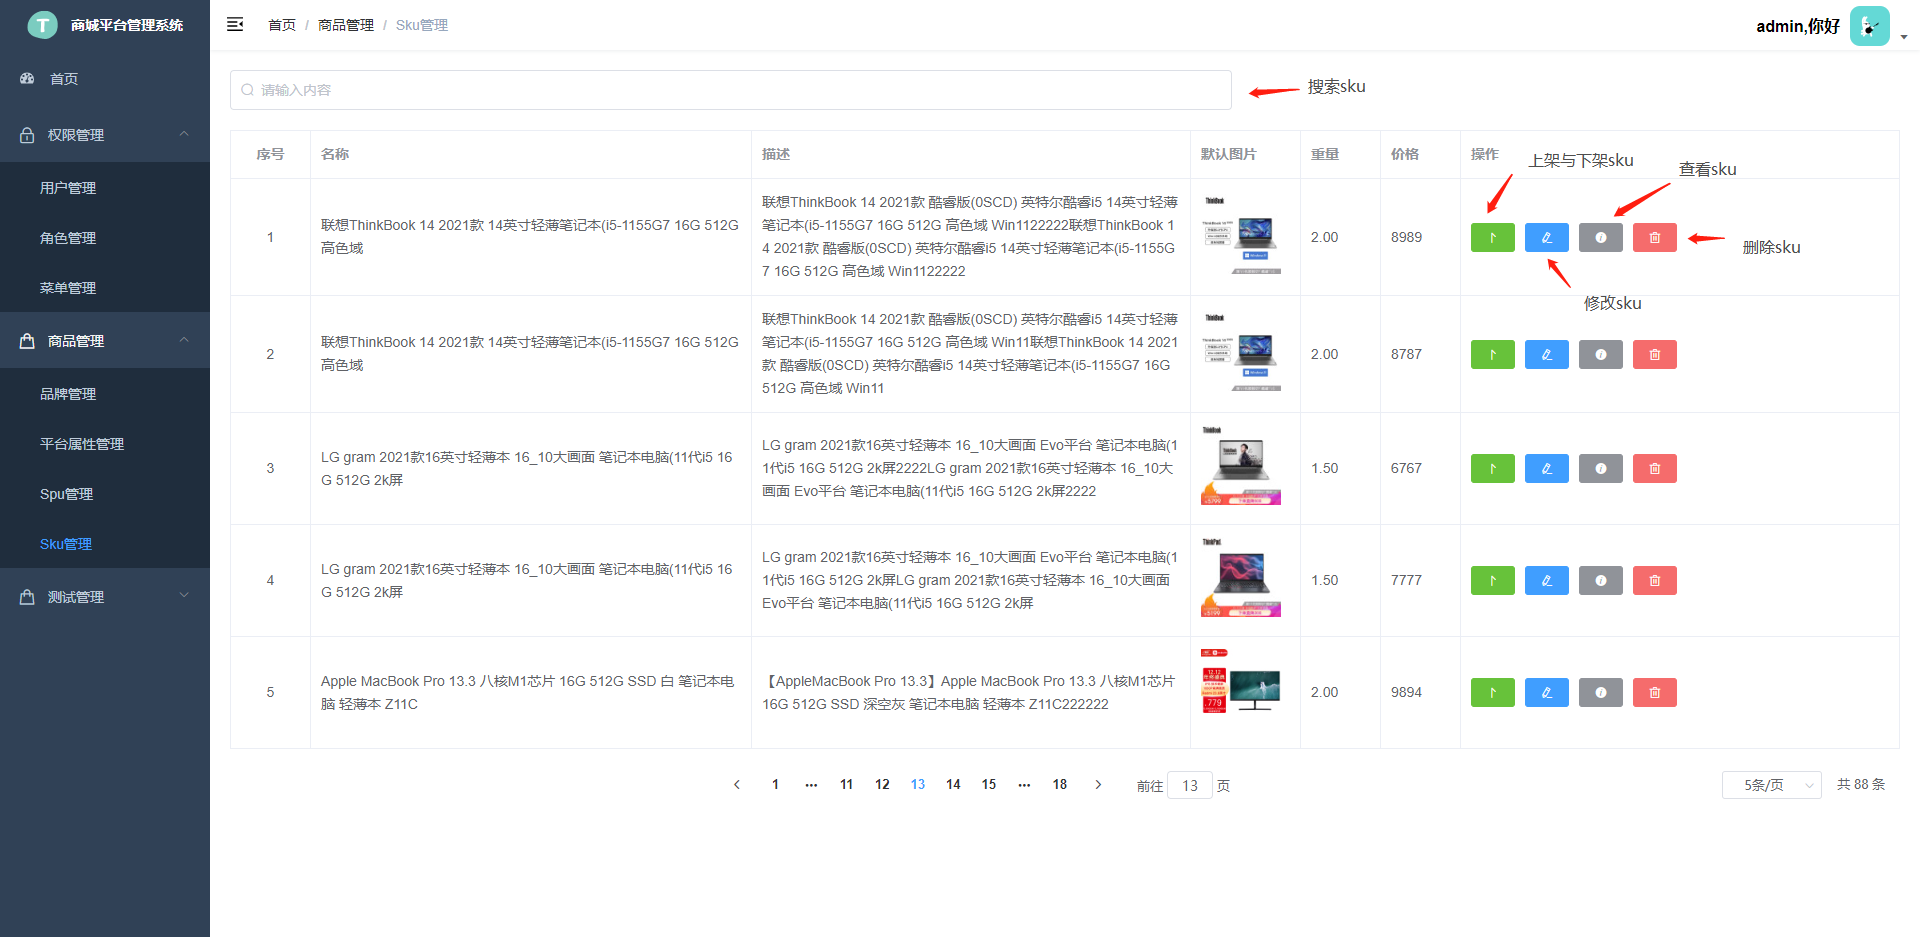 T 商城平台管理系统
首页 / 商品管理 / Sku管理
admin,你好
首页
权限管理
用户管理
角色管理
菜单管理
商品管理
品牌管理
平台属性管理
Spu管理
Sku管理
测试管理
请输入内容
搜索sku
序号 名称 描述 默认图片 重量 价格 操作
上架与下架sku
查看sku
删除sku
修改sku
1
联想ThinkBook 14 2021款 14英寸轻薄笔记本(i5-1155G7 16G 512G
高色域
联想ThinkBook 14 2021款 酷睿版(0SCD) 英特尔酷睿i5 14英寸轻薄
笔记本(i5-1155G7 16G 512G 高色域 Win1122222联想ThinkBook 1
4 2021款 酷睿版(0SCD) 英特尔酷睿i5 14英寸轻薄笔记本(i5-1155G
7 16G 512G 高色域 Win1122222
ThinkBook
2.00
8989
2
联想ThinkBook 14 2021款 14英寸轻薄笔记本(i5-1155G7 16G 512G
高色域
联想ThinkBook 14 2021款 酷睿版(0SCD) 英特尔酷睿i5 14英寸轻薄
笔记本(i5-1155G7 16G 512G 高色域 Win11联想ThinkBook 14 2021
款 酷睿版(0SCD) 英特尔酷睿i5 14英寸轻薄笔记本(i5-1155G7 16G
512G 高色域 Win11
ThinkBook
2.00
8787
3
LG gram 2021款16英寸轻薄本 16_10大画面 笔记本电脑(11代i5 16
G 512G 2k屏
LG gram 2021款16英寸轻薄本 16_10大画面 Evo平台 笔记本电脑(1
1代i5 16G 512G 2k屏2222LG gram 2021款16英寸轻薄本 16_10大
画面 Evo平台 笔记本电脑(11代i5 16G 512G 2k屏2222
ThinkBook
1.50
6767
4
LG gram 2021款16英寸轻薄本 16_10大画面 笔记本电脑(11代i5 16
G 512G 2k屏
LG gram 2021款16英寸轻薄本 16_10大画面 Evo平台 笔记本电脑(1
1代i5 16G 512G 2k屏LG gram 2021款16英寸轻薄本 16_10大画面
Evo平台 笔记本电脑(11代i5 16G 512G 2k屏
ThinkPad
1.50
7777
5
Apple MacBook Pro 13.3 八核M1芯片 16G 512G SSD 白 笔记本电
脑 轻薄本 Z11C
【AppleMacBook Pro 13.3】Apple MacBook Pro 13.3 八核M1芯片
16G 512G SSD 深空灰 笔记本电脑 轻薄本 Z11C222222
779
2.00
9894
1 ... 11 12 13 14 15 ... 18 前往 13 页
5条/页 共 88 条